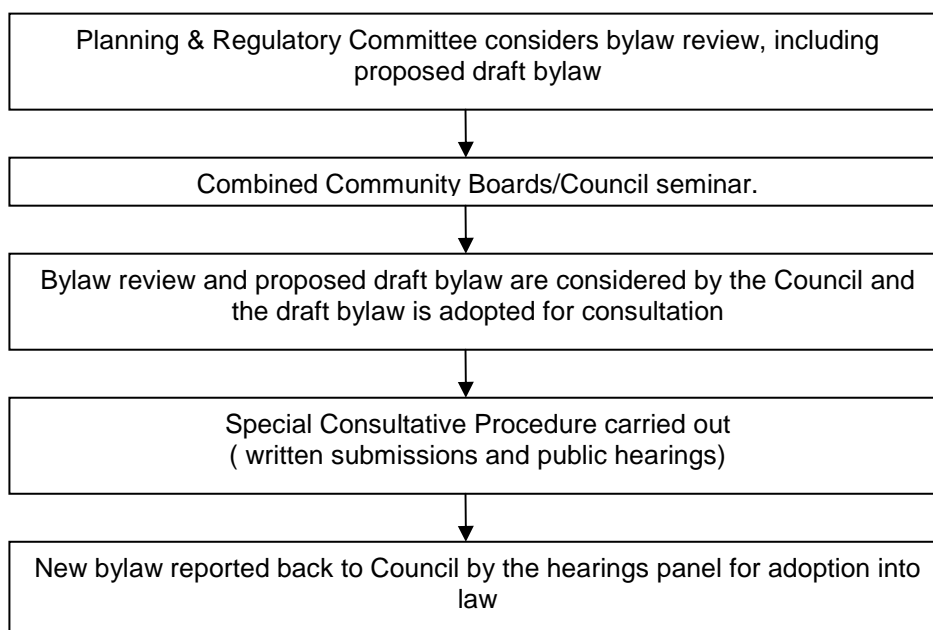 Planning & Regulatory Committee considers bylaw review, including
proposed draft bylaw
Combined Community Boards/Council seminar.
Bylaw review and proposed draft bylaw are considered by the Council and
the draft bylaw is adopted for consultation
Special Consultative Procedure carried out
( written submissions and public hearings)
New bylaw reported back to Council by the hearings panel for adoption into
law